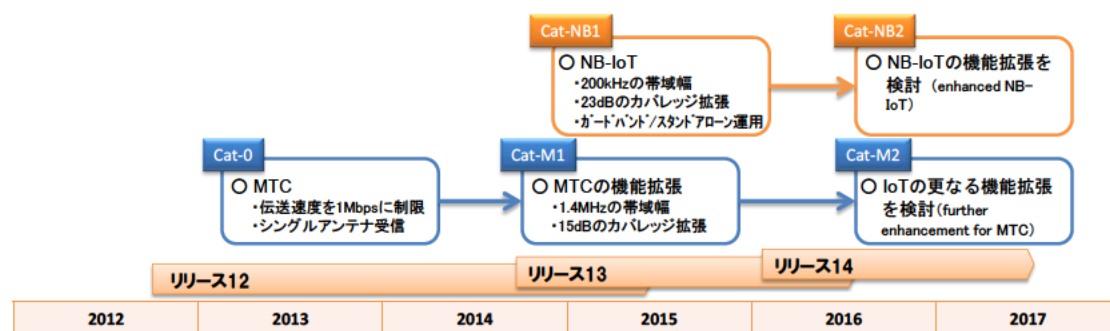 Cat-NB1
○ NB-IoT
・200kHzの帯域幅
・23dBのカバレッジ拡張
・ｶﾞｰﾄﾞﾊﾞﾝﾄﾞ/ｽﾀﾝﾄﾞｱﾛｰﾝ運用
Cat-NB2
○ NB-IoTの機能拡張を
検討（enhanced NB-
IoT）
Cat-0
○ MTC
・伝送速度を1Mbpsに制限
・シングルアンテナ受信
Cat-M1
○ MTCの機能拡張
・1.4MHzの帯域幅
・15dBのカバレッジ拡張
Cat-M2
○ IoTの更なる機能拡張
を検討(further
enhancement for MTC)
リリース12
リリース13
リリース14
2012 2013 2014 2015 2016 2017